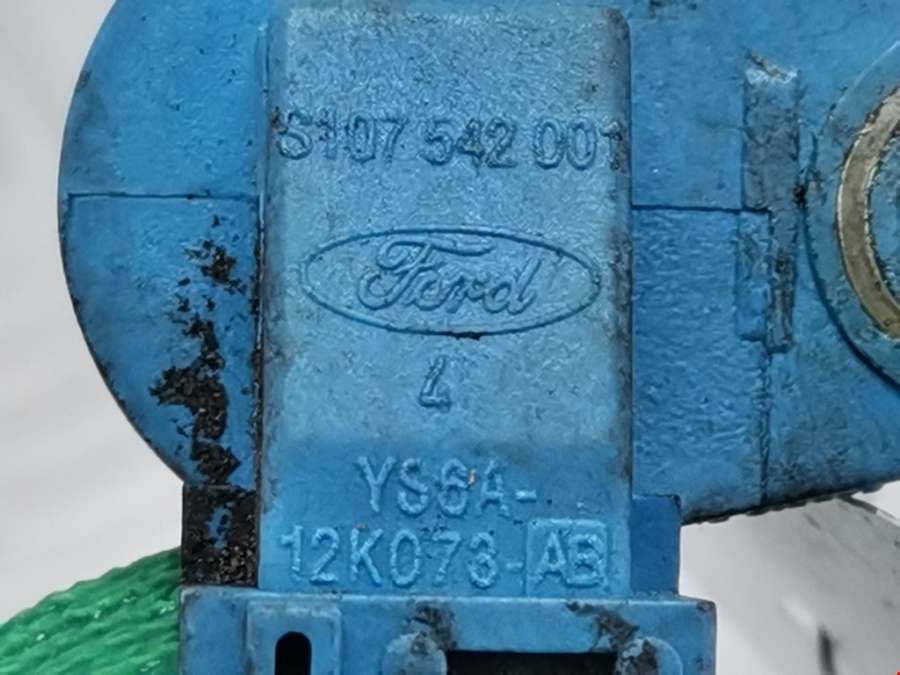 S107 542 001
Ford
4
YS6A-
12K073-AB